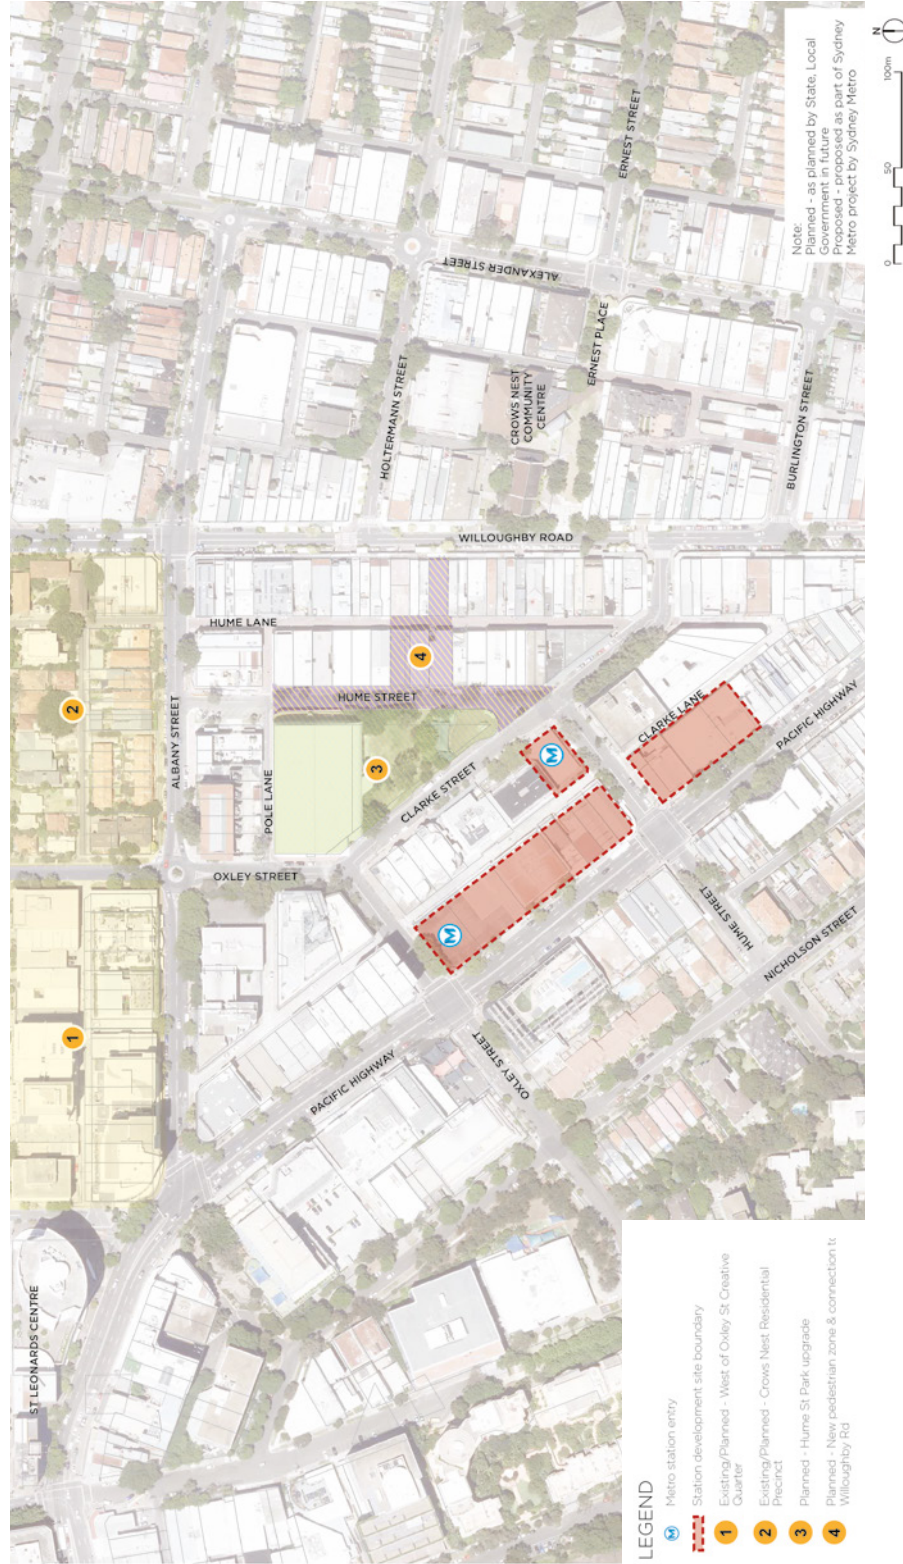 ST LEONARDS CENTRE
ALBANY STREET
HUME LANE
POLE LANE
HUME STREET
OXLEY STREET
CLARKE STREET
WILLOUGHBY ROAD
HOLTERMANN STREET
ALEXANDER STREET
ERNEST STREET
ERNEST PLACE
CROWS NEST
COMMUNITY
CENTRE
BURLINGTON STREET
CLARKE LANE
PACIFIC HIGHWAY
PACIFIC HIGHWAY
OXLEY STREET
HUME STREET
NICHOLSON STREET
1
2
3
4
M
M
LEGEND
M Metro station entry
Station development site boundary
1 Existing/Planned - West of Oxley St Creative
Quarter
2 Existing/Planned - Crows Nest Residential
Precinct
3 Planned - Hume St Park upgrade
4 Planned - New pedestrian zone & connection to
Willoughby Rd
Note:
Planned - as planned by State, Local
Government in future
Proposed - proposed as part of Sydney
Metro project by Sydney Metro
0 50 100m
N